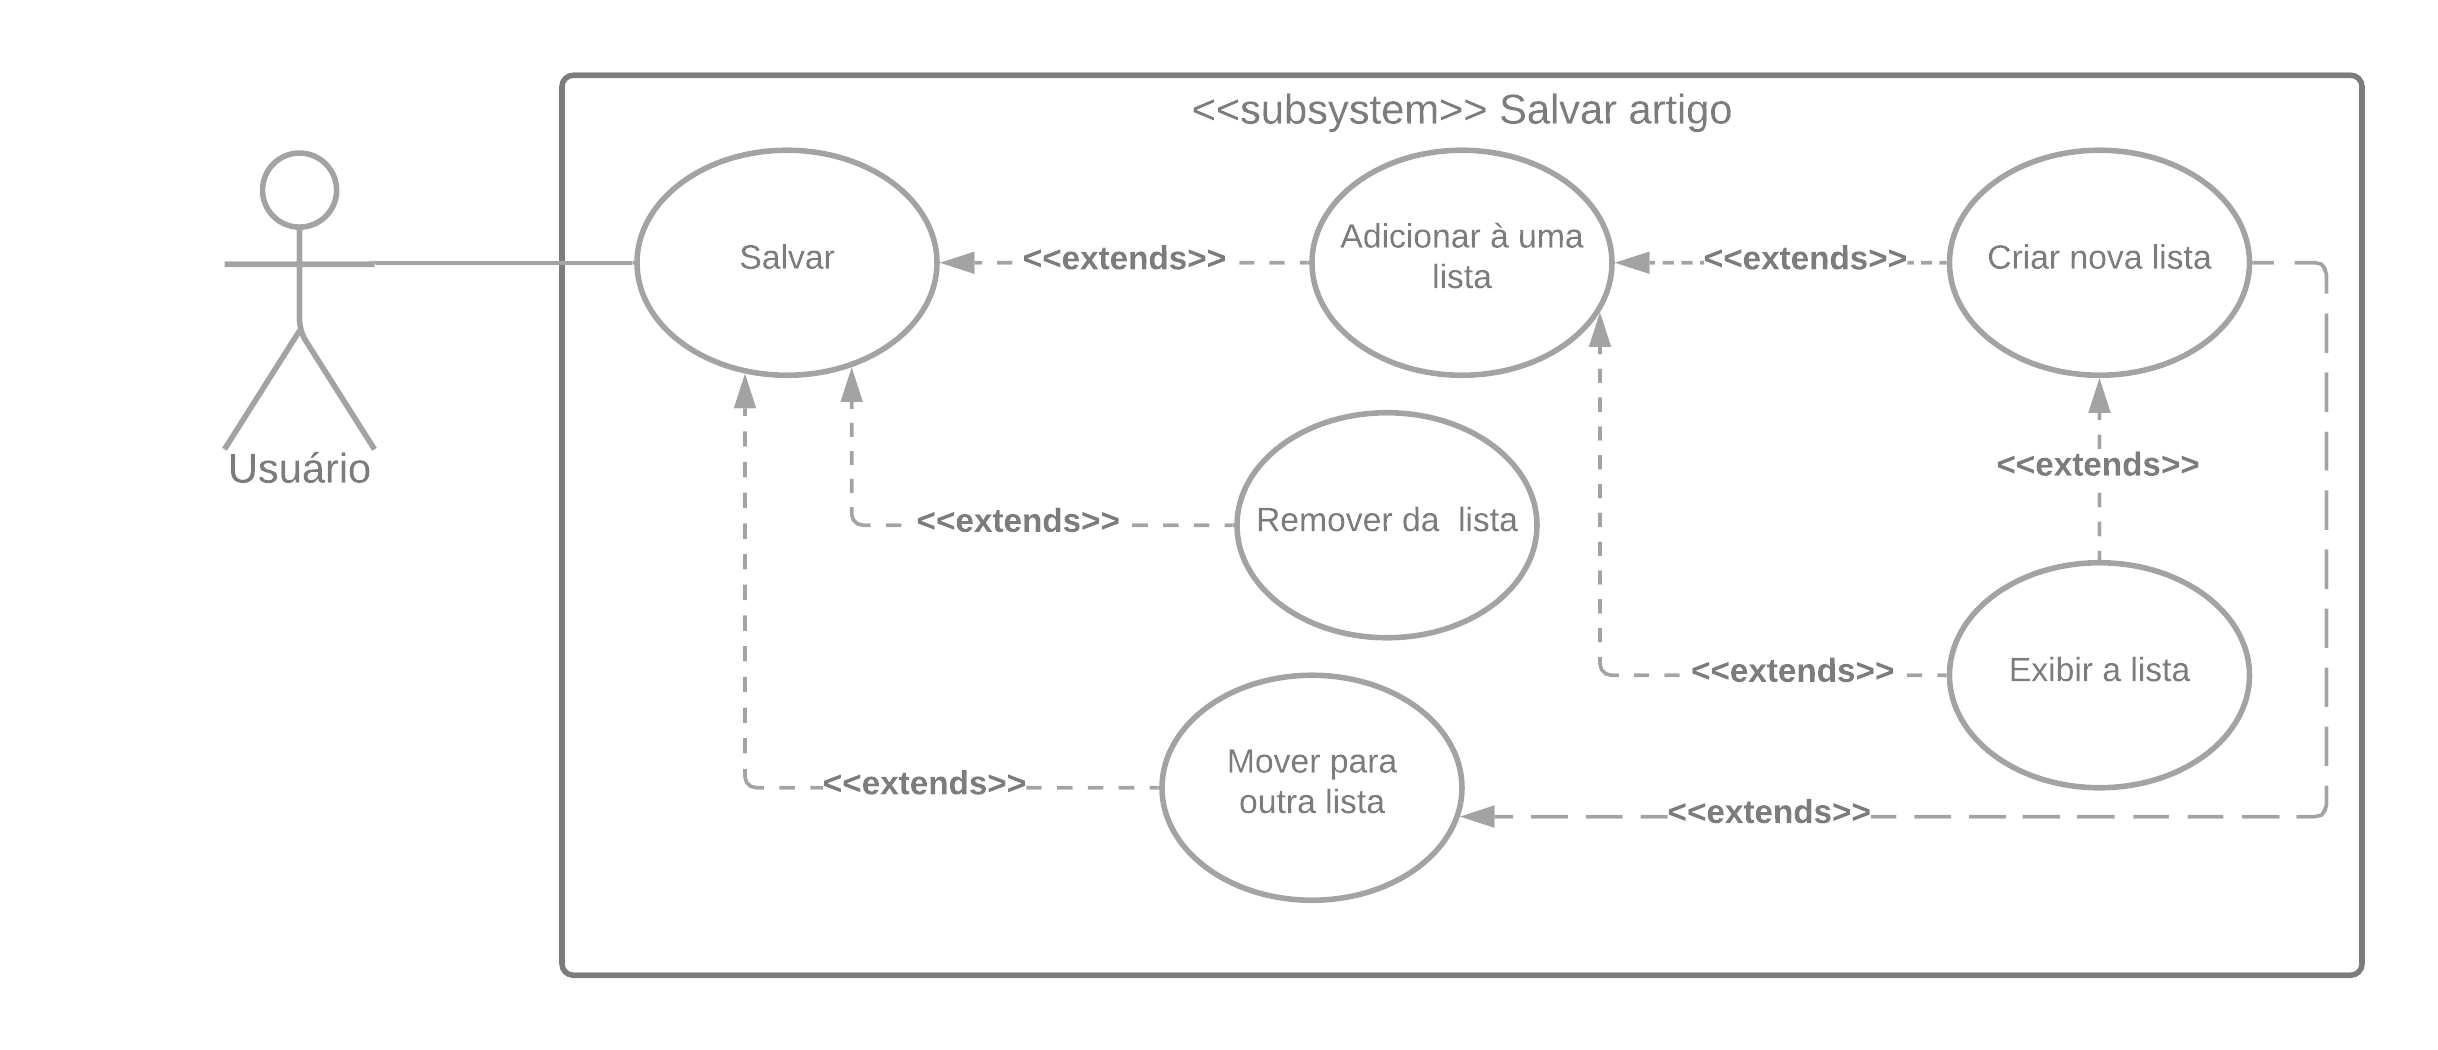 <<subsystem>> Salvar artigo
Usuário
Salvar
<<extends>>
Adicionar à uma
lista
<<extends>>
Criar nova lista
<<extends>>
<<extends>>
Remover da  lista
<<extends>>
Exibir a lista
<<extends>>
Mover para
outra lista
<<extends>>